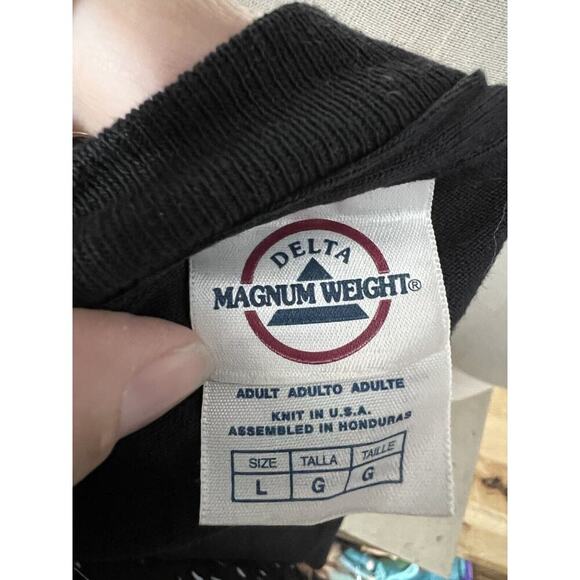 DELTA
MAGNUM WEIGHT®
ADULT ADULTO ADULTE
KNIT IN U.S.A.
ASSEMBLED IN HONDURAS
SIZE TALLA TAILLE
L G G